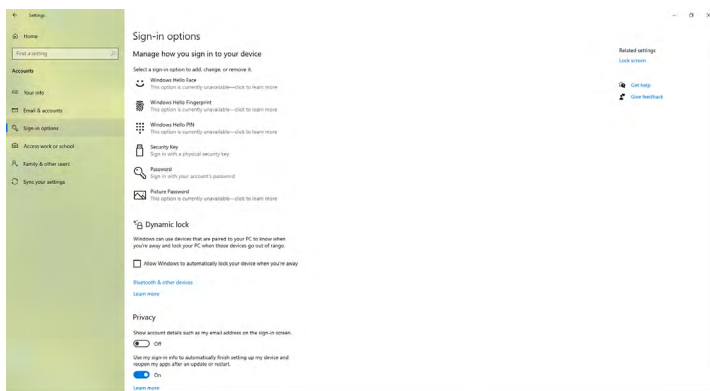 Settings
Home
Find a setting
Accounts
Your info
Email & accounts
Sign-in options
Access work or school
Family & other users
Sync your settings
Sign-in options
Manage how you sign in to your device
Select a sign-in option to add, change, or remove it.
Windows Hello Face
This option is currently unavailable—click to learn more
Windows Hello Fingerprint
This option is currently unavailable—click to learn more
Windows Hello PIN
This option is currently unavailable—click to learn more
Security Key
Sign in with a physical security key
Password
Sign in with your account's password
Picture Password
This option is currently unavailable—click to learn more
Dynamic lock
Windows can use devices that are paired to your PC to know when
you're away and lock your PC when those devices go out of range.
Allow Windows to automatically lock your device when you're away
Bluetooth & other devices
Learn more
Privacy
Show account details such as my email address on the sign-in screen.
Off
Use my sign-in info to automatically finish setting up my device and
reopen my apps after an update or restart.
On
Learn more
Related settings
Lock screen
Get help
Give feedback